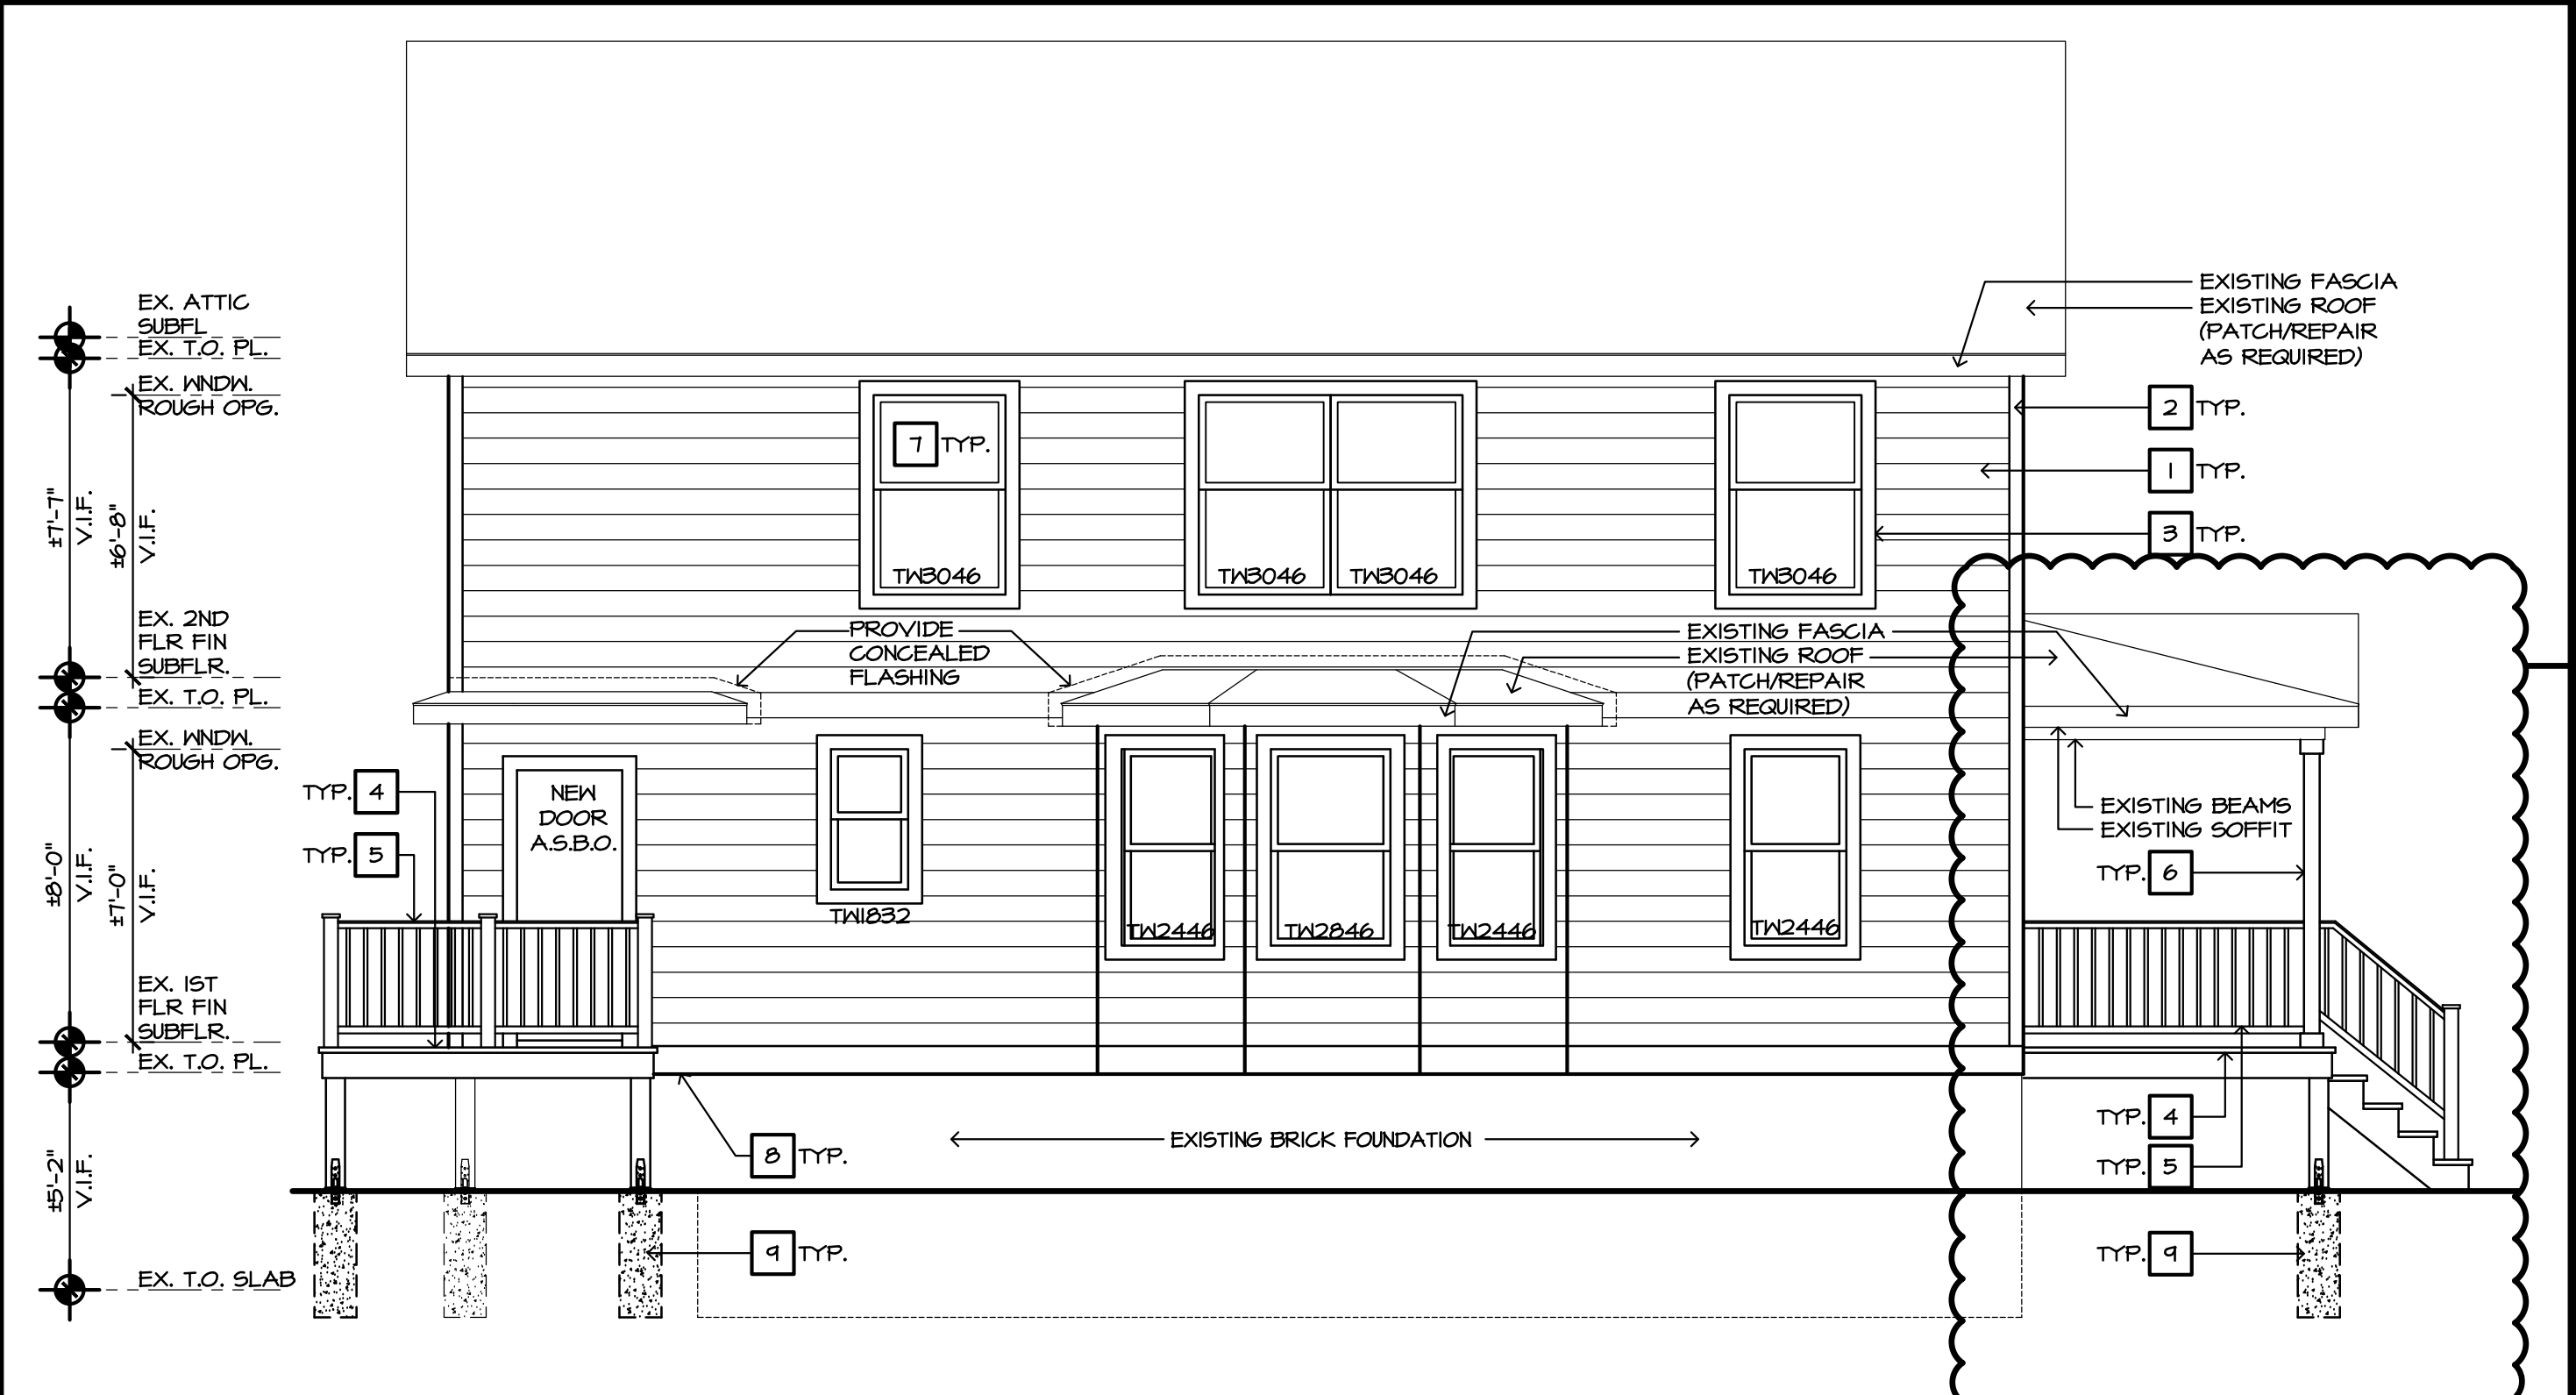 EX. ATTIC
SUBFL
EX. T.O. PL.
EX. WNDW.
ROUGH OPG.
±7'-7"
V.I.F.
±6'-8"
V.I.F.
EX. 2ND
FLR FIN
SUBFLR.
EX. T.O. PL.
EX. WNDW.
ROUGH OPG.
±8'-0"
V.I.F.
±7'-0"
V.I.F.
EX. 1ST
FLR FIN
SUBFLR.
EX. T.O. PL.
±5'-2"
V.I.F.
EX. T.O. SLAB
EXISTING FASCIA
EXISTING ROOF
(PATCH/REPAIR
AS REQUIRED)
2 TYP.
1 TYP.
3 TYP.
7 TYP.
TW3046
TW3046
TW3046
TW3046
PROVIDE
CONCEALED
FLASHING
EXISTING FASCIA
EXISTING ROOF
(PATCH/REPAIR
AS REQUIRED)
TYP. 4
TYP. 5
NEW
DOOR
A.S.B.O.
TW1832
TW2446
TW2846
TW2446
TW2446
EXISTING BEAMS
EXISTING SOFFIT
TYP. 6
8 TYP.
EXISTING BRICK FOUNDATION
TYP. 4
TYP. 5
9 TYP.
TYP. 9